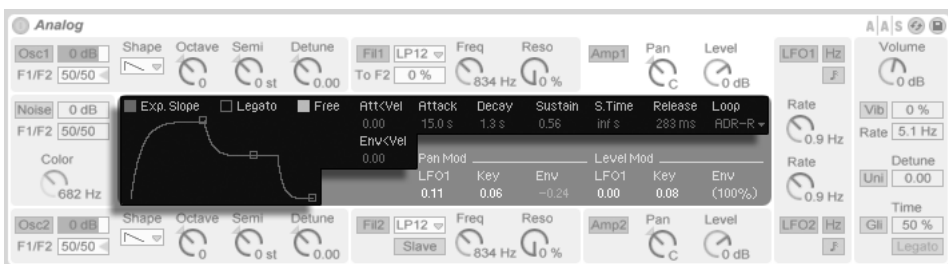 Analog
A|A|S
Osc1 0 dB Shape Octave Semi Detune Fil1 LP12 Freq Reso Amp1 Pan Level LFO1 Hz Volume
F1/F2 50/50 0 0 st 0.00 To F2 0 % 834 Hz 0 % C 0 dB 0 dB
Noise 0 dB Exp. Slope Legato Free Att<Vel Attack Decay Sustain S.Time Release Loop Rate Vib 0 %
F1/F2 50/50 0.00 15.0 s 1.3 s 0.56 inf s 283 ms ADR-R 0.9 Hz Rate 5.1 Hz
Env<Vel
Color 0.00 Pan Mod Level Mod Rate Detune
LFO1 Key Env LFO1 Key Env Uni 0.00
682 Hz 0.11 0.06 -0.24 0.00 0.08 (100%) 0.9 Hz Time
Osc2 0 dB Shape Octave Semi Detune Fil2 LP12 Freq Reso Amp2 Pan Level LFO2 Hz Gli 50 %
F1/F2 50/50 0 0 st 0.00 Slave 834 Hz 0 % C 0 dB Legato